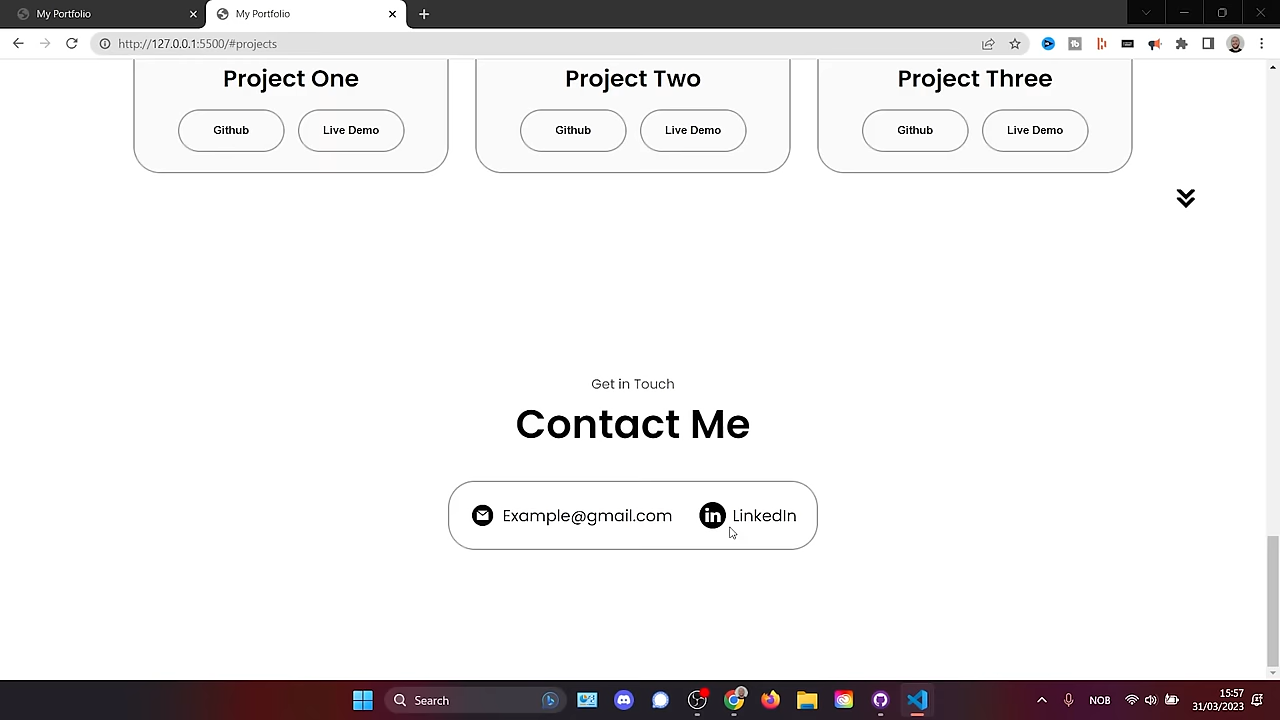 My Portfolio
My Portfolio
http://127.0.0.1:5500/#projects
Project One
Project Two
Project Three
Github
Live Demo
Github
Live Demo
Github
Live Demo
Get in Touch
Contact Me
Example@gmail.com
in LinkedIn
Search
NOB
15:57
31/03/2023